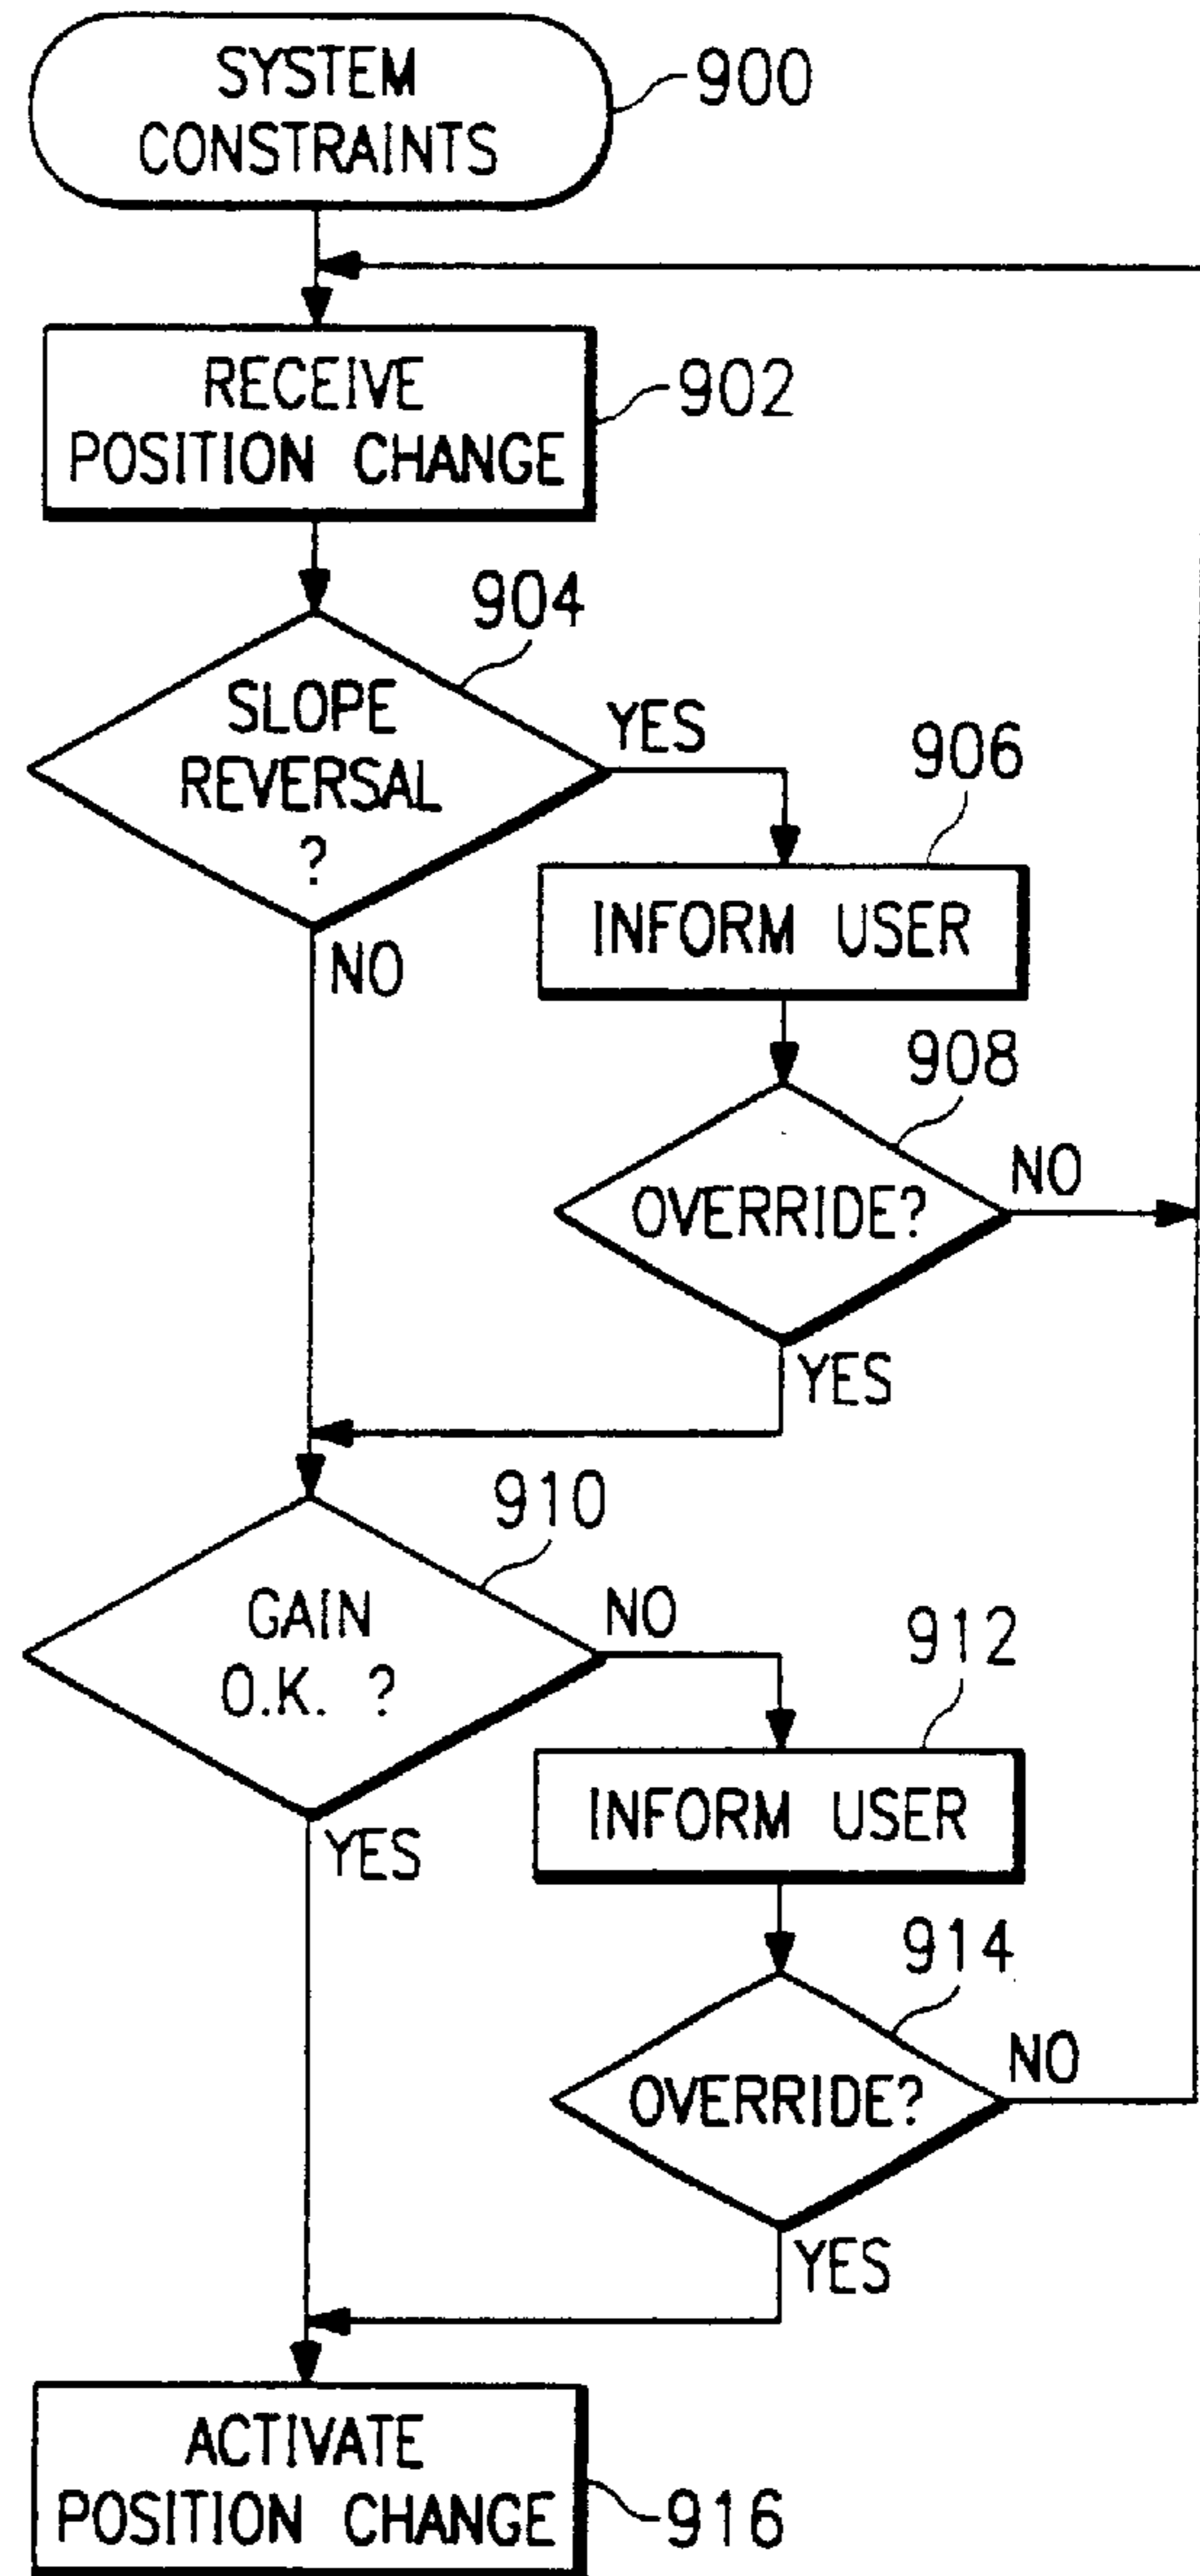 SYSTEM
CONSTRAINTS
900
RECEIVE
POSITION CHANGE
902
904
SLOPE
REVERSAL
?
YES
NO
906
INFORM USER
908
OVERRIDE?
NO
YES
910
GAIN
O.K. ?
NO
YES
912
INFORM USER
914
OVERRIDE?
NO
YES
ACTIVATE
POSITION CHANGE
916